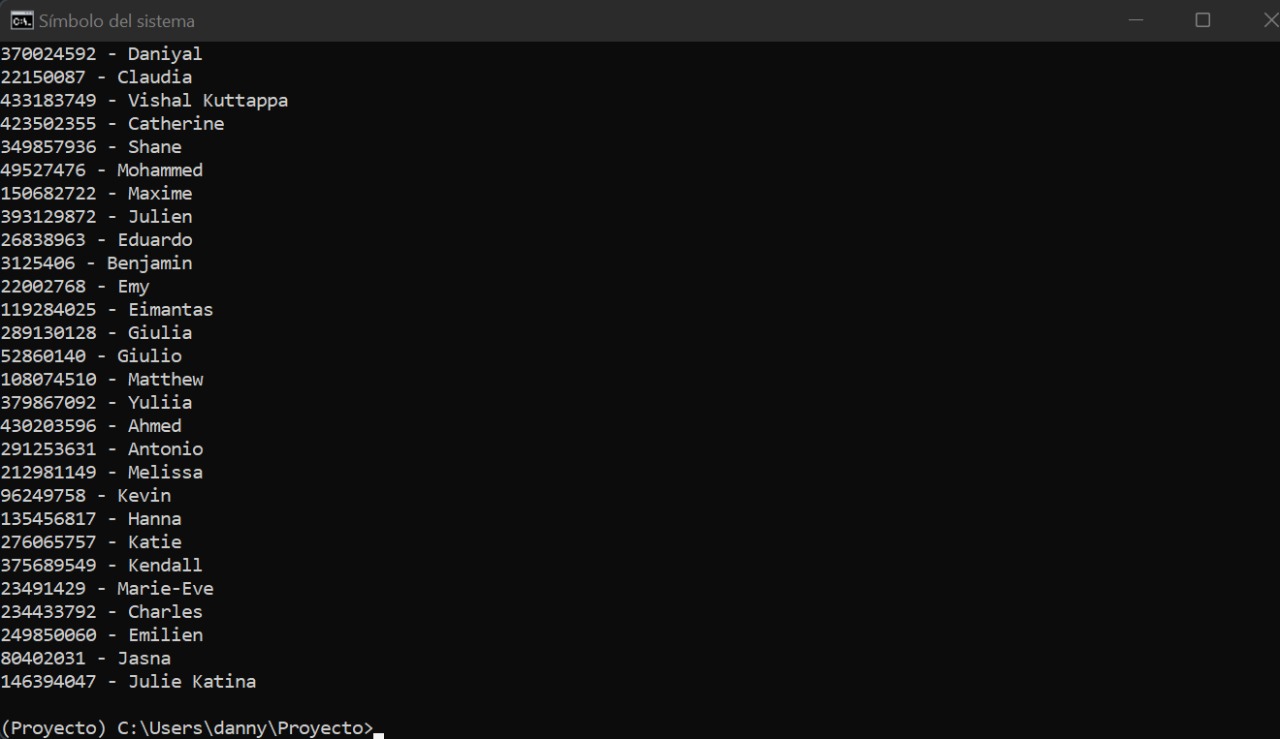 Símbolo del sistema
370024592 - Daniyal
22150087 - Claudia
433183749 - Vishal Kuttappa
423502355 - Catherine
349857936 - Shane
49527476 - Mohammed
150682722 - Maxime
393129872 - Julien
26838963 - Eduardo
3125406 - Benjamin
22002768 - Emy
119284025 - Eimantas
289130128 - Giulia
52860140 - Giulio
108074510 - Matthew
379867092 - Yuliia
430203596 - Ahmed
291253631 - Antonio
212981149 - Melissa
96249758 - Kevin
135456817 - Hanna
276065757 - Katie
375689549 - Kendall
23491429 - Marie-Eve
234433792 - Charles
249850060 - Emilien
80402031 - Jasna
146394047 - Julie Katina
(Proyecto) C:\Users\danny\Proyecto>